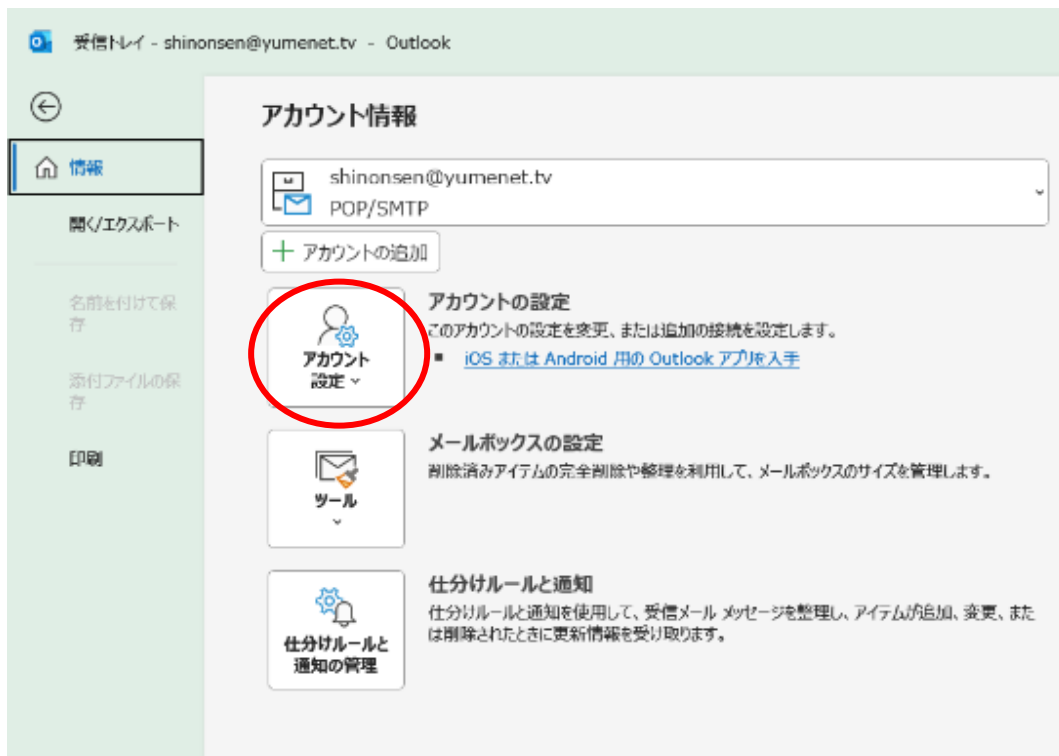 受信トレイ - shinonsen@yumenet.tv - Outlook
アカウント情報
情報
shinonsen@yumenet.tv
POP/SMTP
開く/エクスポート
アカウントの追加
名前を付けて保
存
アカウントの設定
このアカウントの設定を変更、または追加の接続を設定します。
iOS または Android 用の Outlook アプリを入手
アカウント
設定
添付ファイルの保
存
印刷
メールボックスの設定
削除済みアイテムの完全削除や整理を利用して、メールボックスのサイズを管理します。
ツール
仕分けルールと通知
仕分けルールと通知を使用して、受信メール メッセージを整理し、アイテムが追加、変更、また
は削除されたときに更新情報を受け取ります。
仕分けルールと
通知の管理